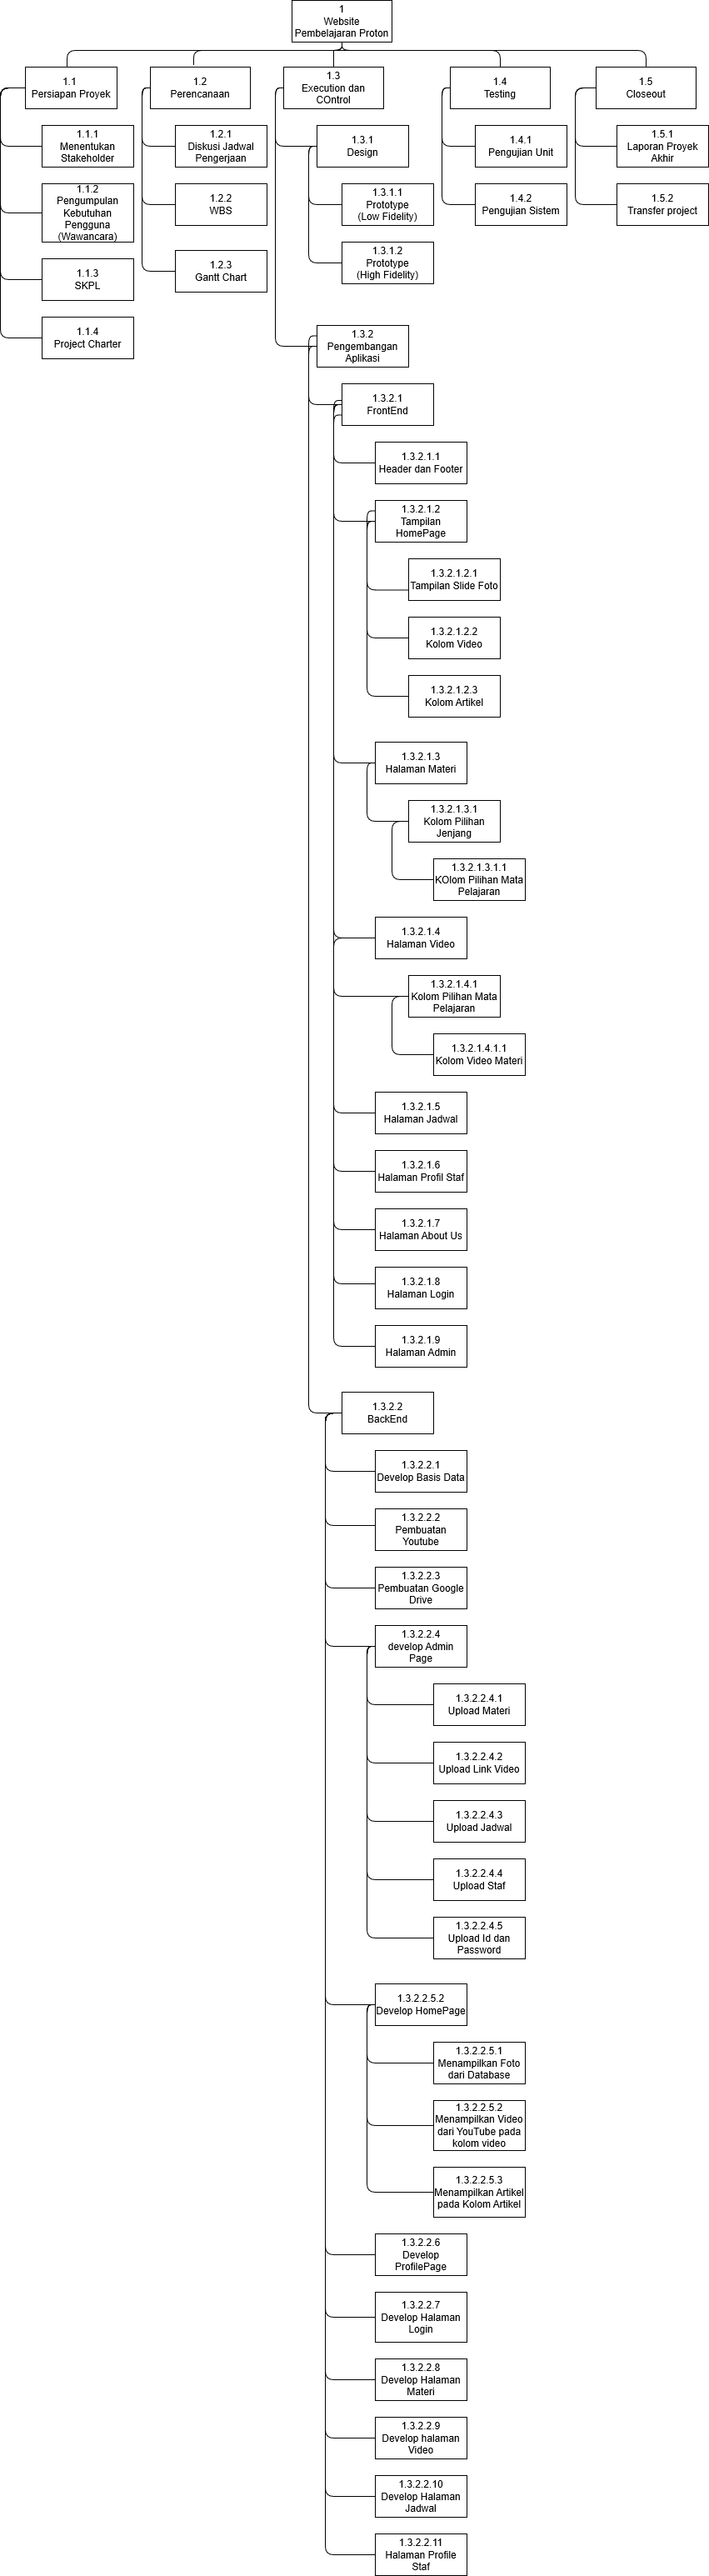 1
Website
Pembelajaran Proton
1.1
Persiapan Proyek
1.2
Perencanaan
1.3
Execution dan
COntrol
1.4
Testing
1.5
Closeout
1.1.1
Menentukan
Stakeholder
1.2.1
Diskusi Jadwal
Pengerjaan
1.3.1
Design
1.4.1
Pengujian Unit
1.5.1
Laporan Proyek
Akhir
1.1.2
Pengumpulan
Kebutuhan
Pengguna
(Wawancara)
1.2.2
WBS
1.3.1.1
Prototype
(Low Fidelity)
1.4.2
Pengujian Sistem
1.5.2
Transfer project
1.1.3
SKPL
1.2.3
Gantt Chart
1.3.1.2
Prototype
(High Fidelity)
1.1.4
Project Charter
1.3.2
Pengembangan
Aplikasi
1.3.2.1
FrontEnd
1.3.2.1.1
Header dan Footer
1.3.2.1.2
Tampilan
HomePage
1.3.2.1.2.1
Tampilan Slide Foto
1.3.2.1.2.2
Kolom Video
1.3.2.1.2.3
Kolom Artikel
1.3.2.1.3
Halaman Materi
1.3.2.1.3.1
Kolom Pilihan
Jenjang
1.3.2.1.3.1.1
KOlom Pilihan Mata
Pelajaran
1.3.2.1.4
Halaman Video
1.3.2.1.4.1
Kolom Pilihan Mata
Pelajaran
1.3.2.1.4.1.1
Kolom Video Materi
1.3.2.1.5
Halaman Jadwal
1.3.2.1.6
Halaman Profil Staf
1.3.2.1.7
Halaman About Us
1.3.2.1.8
Halaman Login
1.3.2.1.9
Halaman Admin
1.3.2.2
BackEnd
1.3.2.2.1
Develop Basis Data
1.3.2.2.2
Pembuatan
Youtube
1.3.2.2.3
Pembuatan Google
Drive
1.3.2.2.4
develop Admin
Page
1.3.2.2.4.1
Upload Materi
1.3.2.2.4.2
Upload Link Video
1.3.2.2.4.3
Upload Jadwal
1.3.2.2.4.4
Upload Staf
1.3.2.2.4.5
Upload Id dan
Password
1.3.2.2.5.2
Develop HomePage
1.3.2.2.5.1
Menampilkan Foto
dari Database
1.3.2.2.5.2
Menampilkan Video
dari YouTube pada
kolom video
1.3.2.2.5.3
Menampilkan Artikel
pada Kolom Artikel
1.3.2.2.6
Develop
ProfilePage
1.3.2.2.7
Develop Halaman
Login
1.3.2.2.8
Develop Halaman
Materi
1.3.2.2.9
Develop halaman
Video
1.3.2.2.10
Develop Halaman
Jadwal
1.3.2.2.11
Halaman Profile
Staf